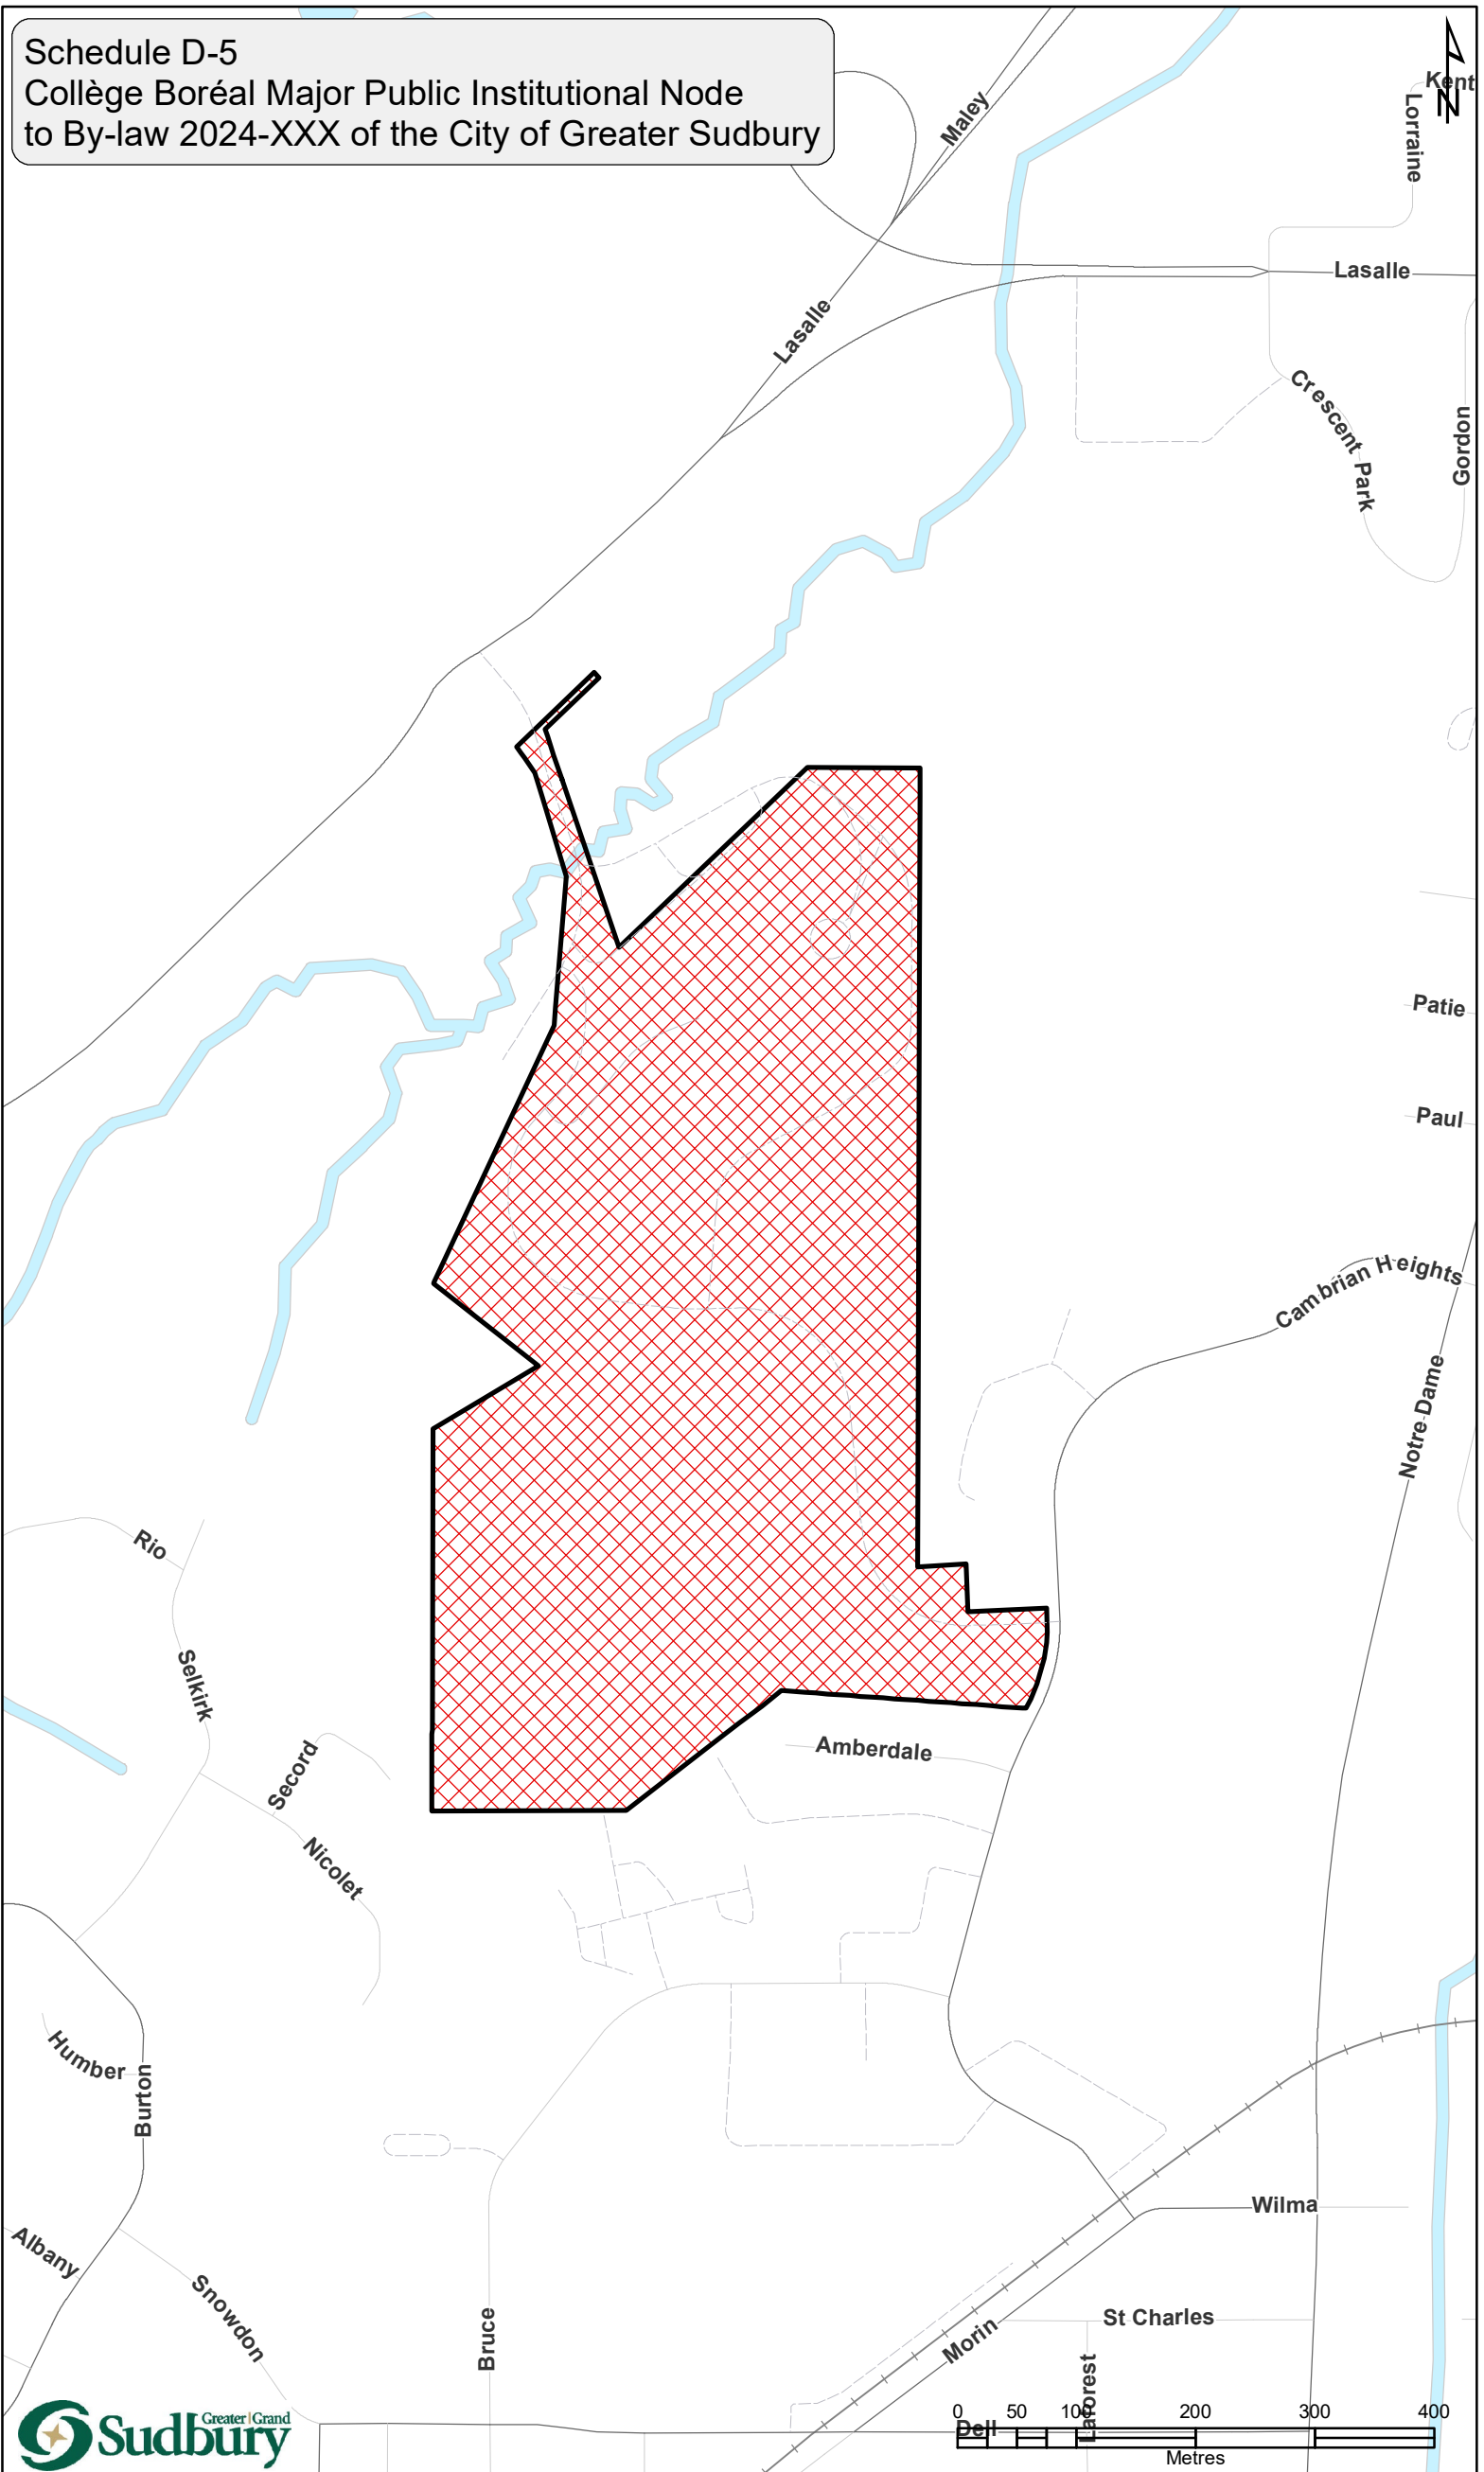 Schedule D-5
Collège Boréal Major Public Institutional Node
to By-law 2024-XXX of the City of Greater Sudbury
N
Kent
Lorraine
Maley
Lasalle
Lasalle
Crescent Park
Gordon
Patie
Paul
Cambrian Heights
Notre-Dame
Rio
Selkirk
Secord
Nicolet
Amberdale
Humber
Burton
Albany
Snowdon
Bruce
Wilma
St Charles
Morin
Laforest
Dell
0 50 100 200 300 400
Metres
Greater Grand
Sudbury